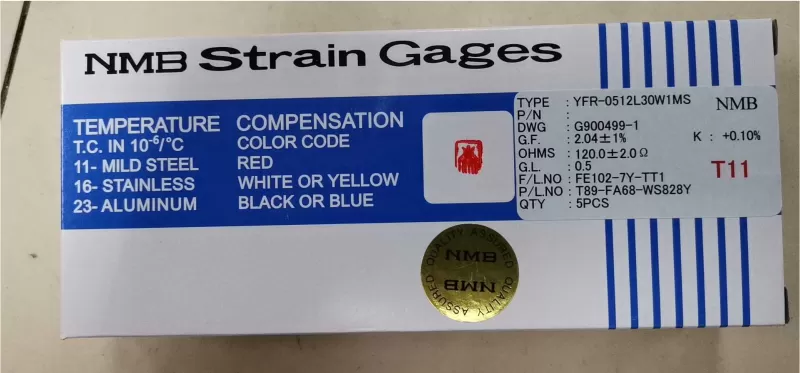 NMB Strain Gages
TEMPERATURE COMPENSATION
T.C. IN 10-6/°C COLOR CODE
11- MILD STEEL RED
16- STAINLESS WHITE OR YELLOW
23- ALUMINUM BLACK OR BLUE
TYPE : YFR-0512L30W1MS NMB
P/N :
DWG : G900499-1
G.F. : 2.04±1% K : +0.10%
OHMS : 120.0±2.0Ω
G.L. : 0.5 T11
F/L.NO : FE102-7Y-TT1
P/L.NO : T89-FA68-WS828Y
QTY : 5PCS
QUALITY ASSURED
NMB
NMB
QUALITY ASSURED